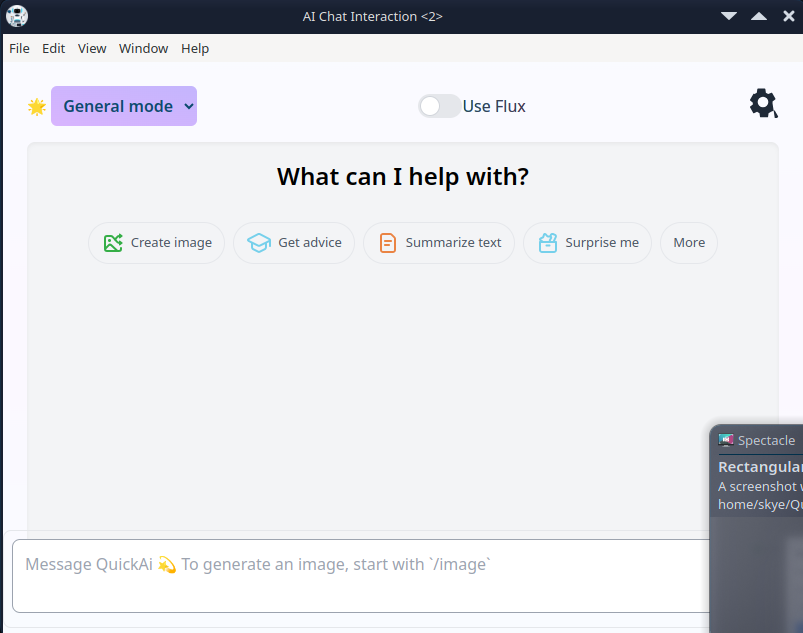 AI Chat Interaction <2>
File Edit View Window Help
General mode
Use Flux
What can I help with?
Create image
Get advice
Summarize text
Surprise me
More
Spectacle
Rectangular
A screenshot
home/skye/
Message QuickAi 💫 To generate an image, start with `/image`